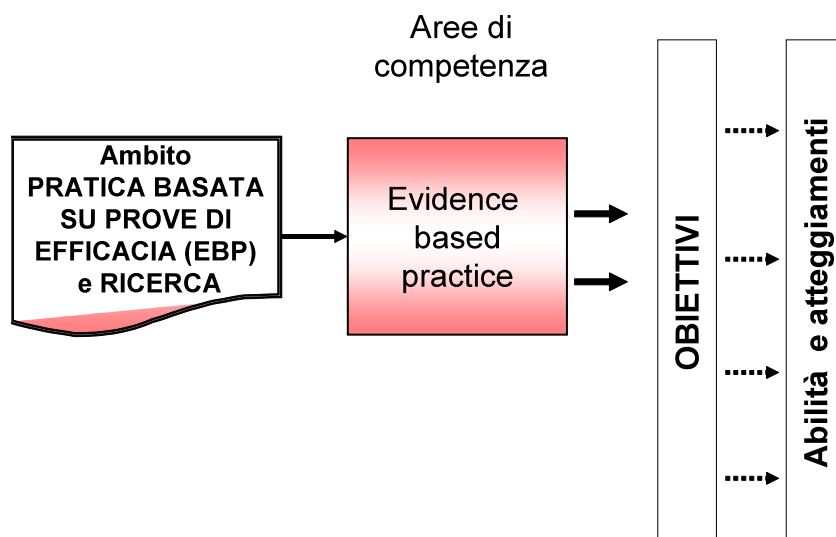 Aree di
competenza
Ambito
PRATICA BASATA
SU PROVE DI
EFFICACIA (EBP)
e RICERCA
Evidence
based
practice
OBIETTIVI
Abilità e atteggiamenti